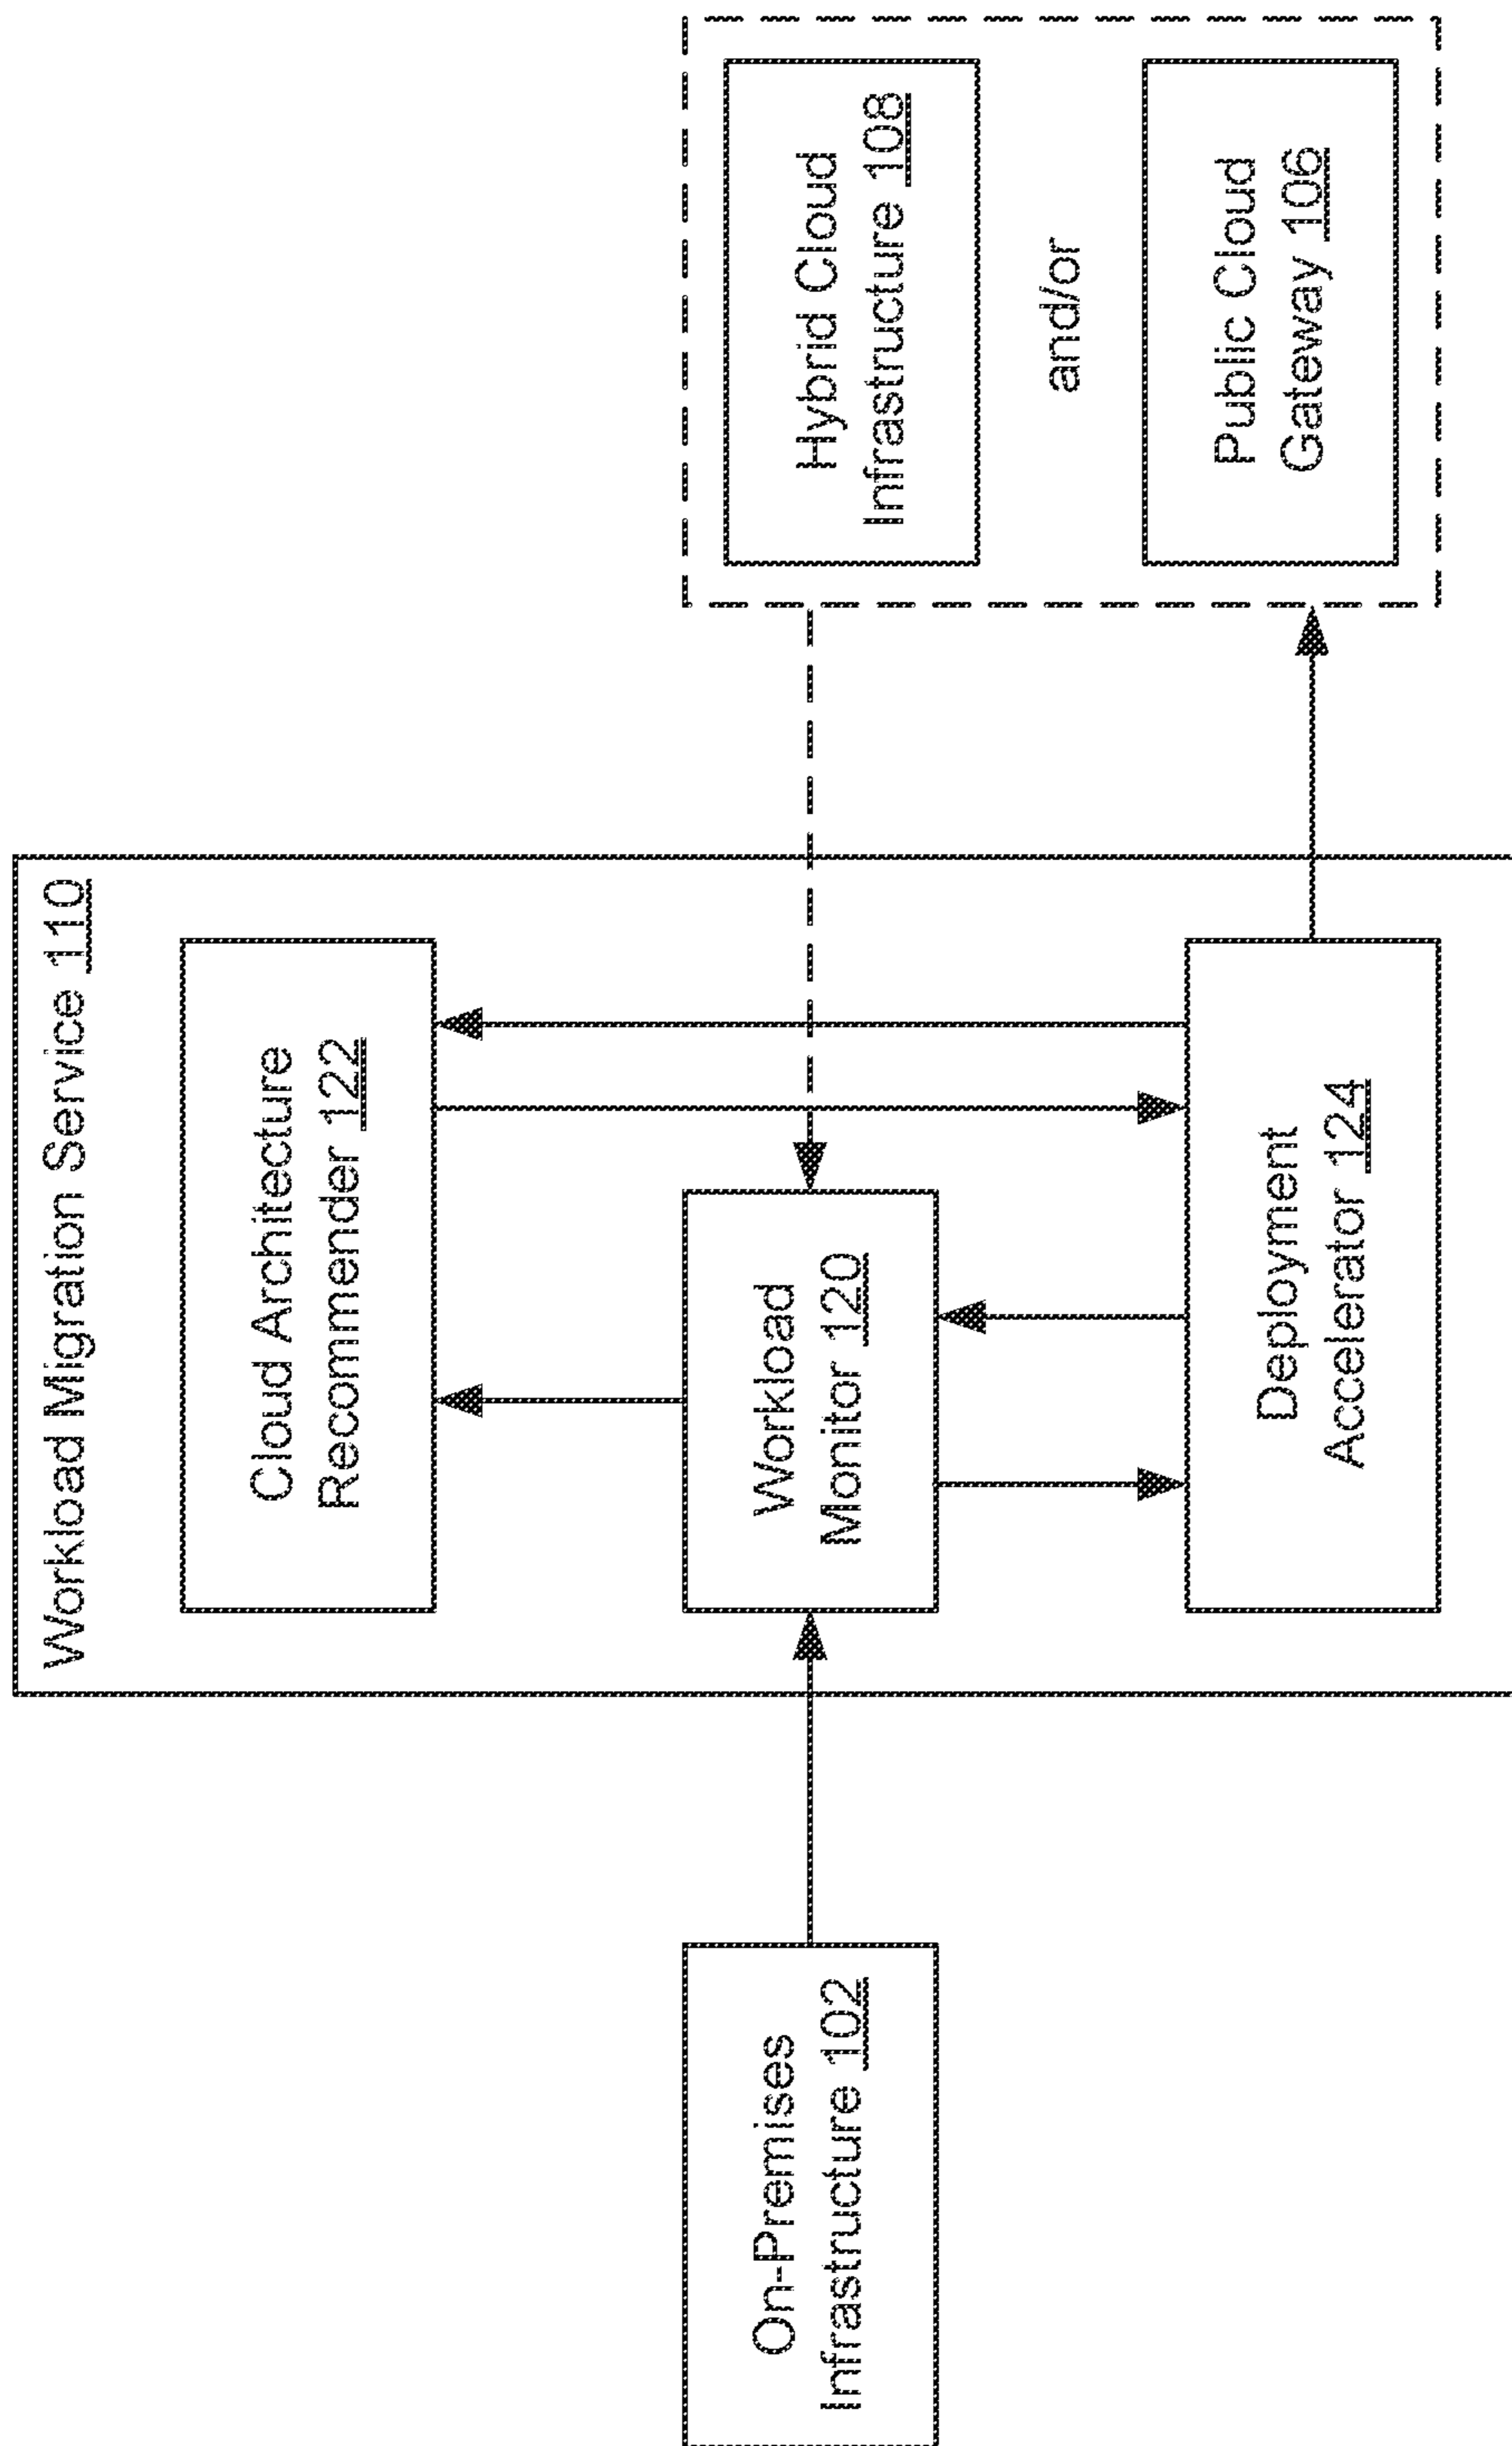 Workload Migration Service 110
Cloud Architecture
Recommender 122
On-Premises
Infrastructure 102
Workload
Monitor 120
Deployment
Accelerator 124
Hybrid Cloud
Infrastructure 108
and/or
Public Cloud
Gateway 106